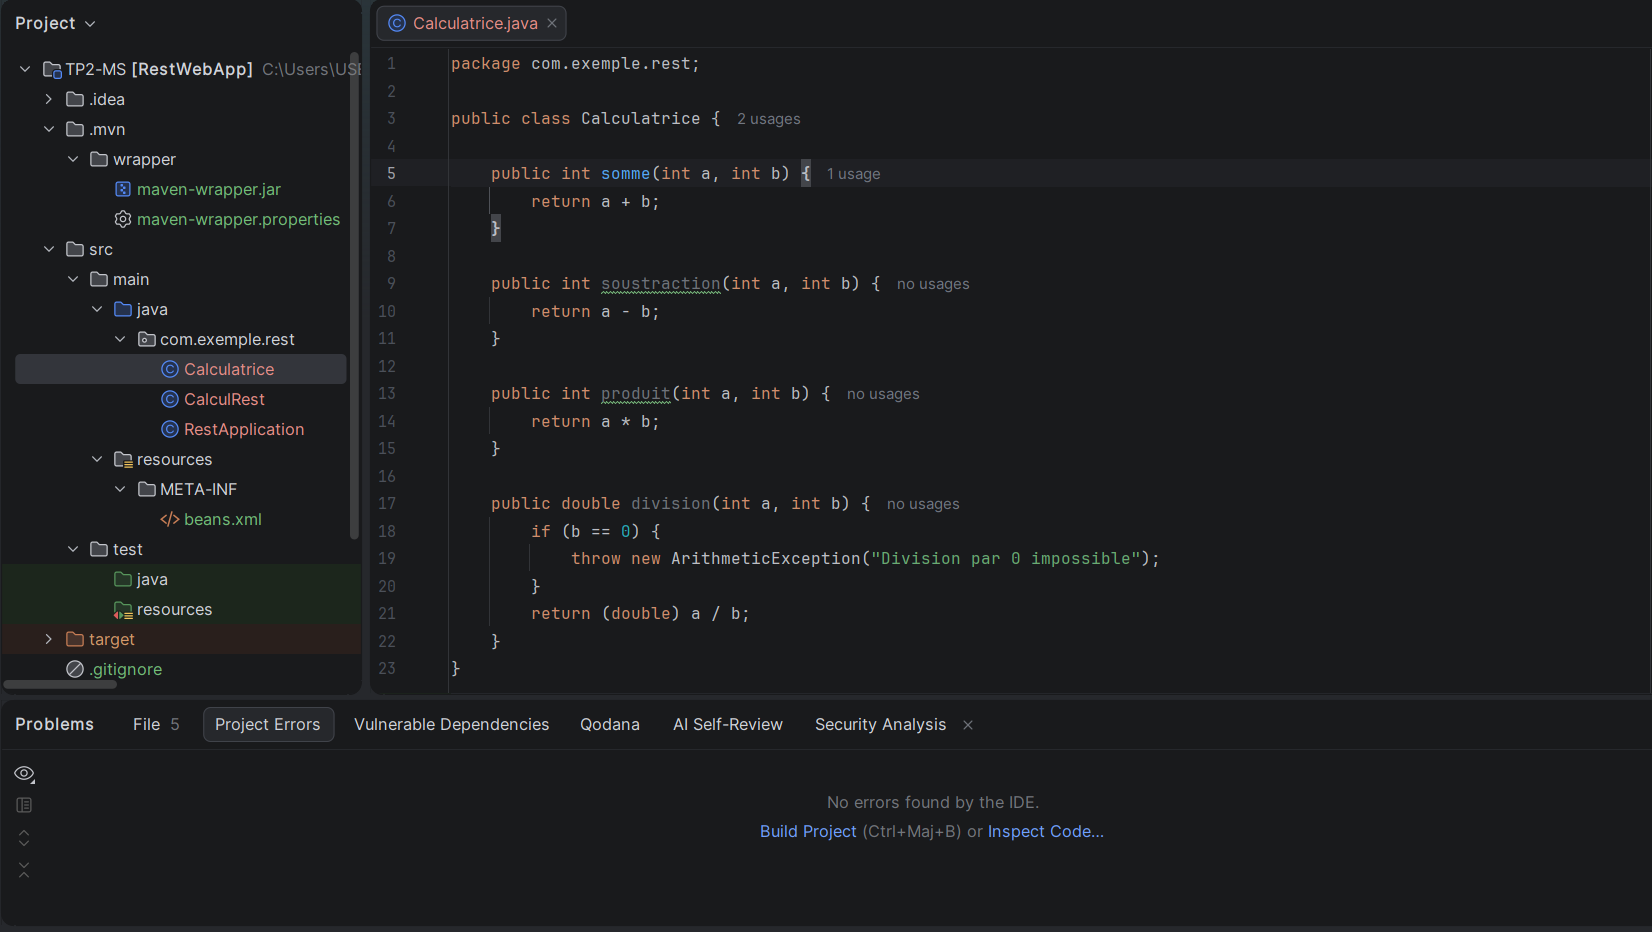 Project
TP2-MS [RestWebApp] C:\Users\USE
.idea
.mvn
wrapper
maven-wrapper.jar
maven-wrapper.properties
src
main
java
com.exemple.rest
Calculatrice
CalculRest
RestApplication
resources
META-INF
beans.xml
test
java
resources
target
.gitignore
Calculatrice.java
1 package com.exemple.rest;
2
3 public class Calculatrice { 2 usages
4
5 public int somme(int a, int b) { 1 usage
6 return a + b;
7 }
8
9 public int soustraction(int a, int b) { no usages
10 return a - b;
11 }
12
13 public int produit(int a, int b) { no usages
14 return a * b;
15 }
16
17 public double division(int a, int b) { no usages
18 if (b == 0) {
19 throw new ArithmeticException("Division par 0 impossible");
20 }
21 return (double) a / b;
22 }
23 }
Problems File 5 Project Errors Vulnerable Dependencies Qodana AI Self-Review Security Analysis
No errors found by the IDE.
Build Project (Ctrl+Maj+B) or Inspect Code...